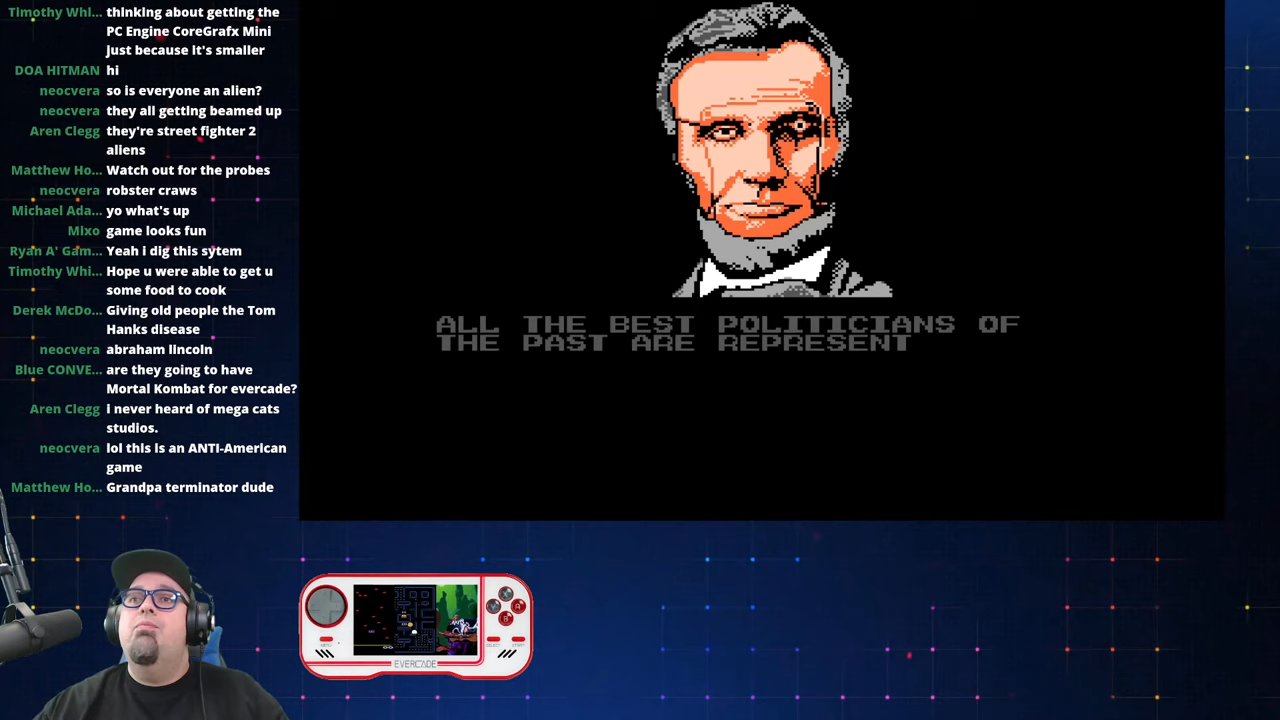 Timothy Whi... thinking about getting the
PC Engine CoreGrafx Mini
Just because it's smaller
DOA HITMAN hi
neocvera so is everyone an alien?
neocvera they all getting beamed up
Aren Clegg they're street fighter 2
aliens
Matthew Ho... Watch out for the probes
neocvera robster craws
Michael Ada... yo what's up
MIxo game looks fun
Ryan A' Gam... Yeah i dig this sytem
Timothy Whi... Hope u were able to get u
some food to cook
Derek McDo... Giving old people the Tom
Hanks disease
neocvera abraham lincoln
Blue CONVE... are they going to have
Mortal Kombat for evercade?
Aren Clegg i never heard of mega cats
studios.
neocvera lol this is an ANTI-American
game
Matthew Ho... Grandpa terminator dude
ALL THE BEST POLITICIANS OF
THE PAST ARE REPRESENT
X
Y A
B
MENU
SELECT START
EVERCADE